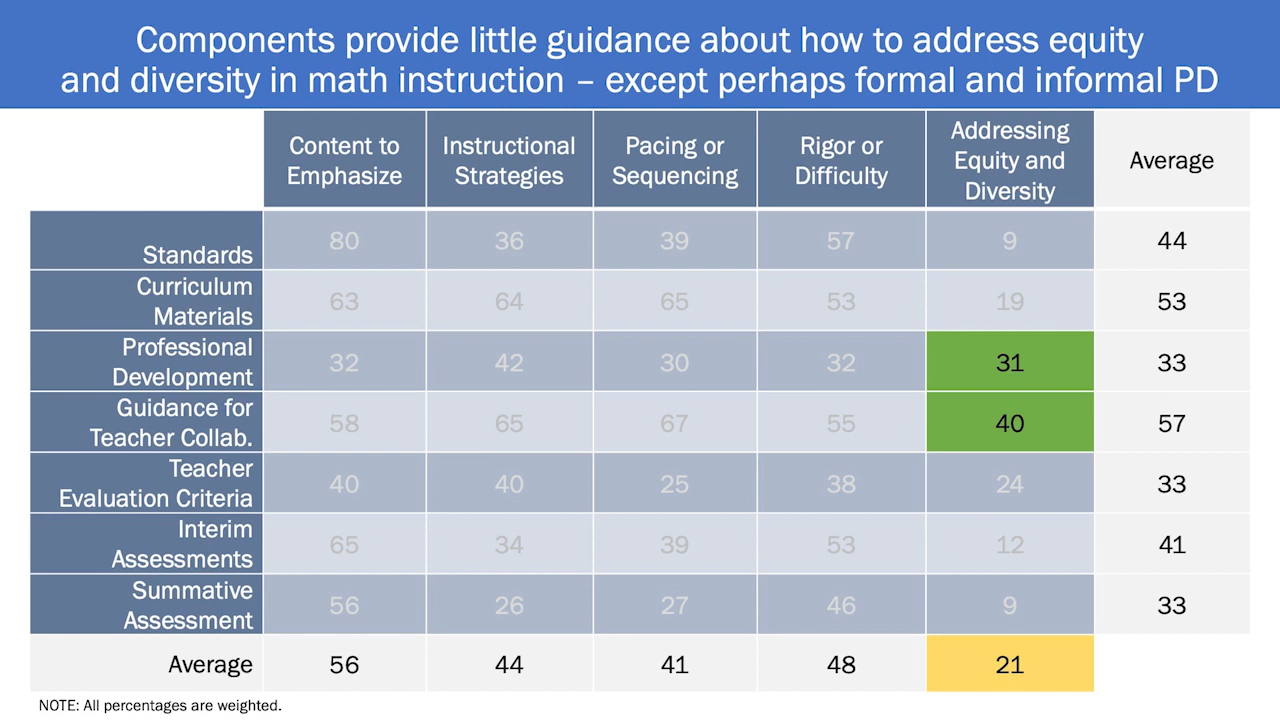 Components provide little guidance about how to address equity
and diversity in math instruction – except perhaps formal and informal PD
Content to Emphasize Instructional Strategies Pacing or Sequencing Rigor or Difficulty Addressing Equity and Diversity Average
Standards 80 36 39 57 9 44
Curriculum Materials 63 64 65 53 19 53
Professional Development 32 42 30 32 31 33
Guidance for Teacher Collab. 58 65 67 55 40 57
Teacher Evaluation Criteria 40 40 25 38 24 33
Interim Assessments 65 34 39 53 12 41
Summative Assessment 56 26 27 46 9 33
Average 56 44 41 48 21
NOTE: All percentages are weighted.